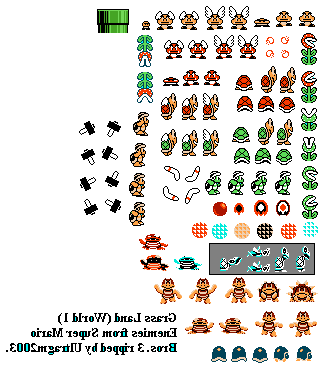 Grass Land (World 1)
Enemies from Super Mario
Bros. 3 ripped by Ultragm2003.